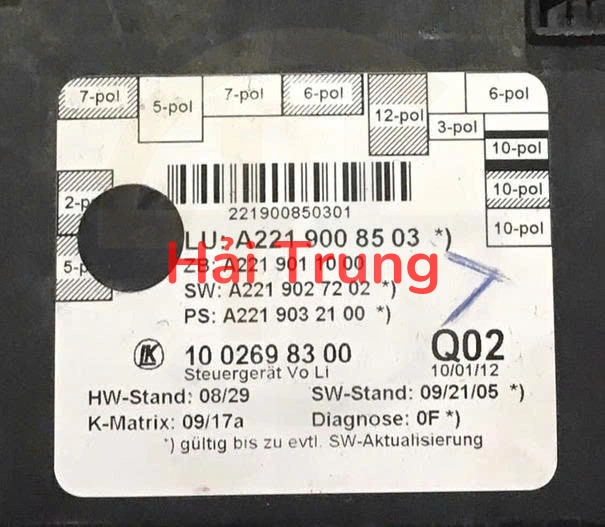 7-pol
5-pol
7-pol
6-pol
12-pol
3-pol
6-pol
10-pol
10-pol
10-pol
2-p
5-p
221900850301
LU: A221 900 85 03 *)
ZB: A221 901 10 00
Hải Trung
SW: A221 902 72 02 *)
PS: A221 903 21 00 *)
LK 10 0269 83 00
Steuergerät Vo Li
Q02
10/01/12
HW-Stand: 08/29 SW-Stand: 09/21/05 *)
K-Matrix: 09/17a Diagnose: 0F *)
*) gültig bis zu evtl. SW-Aktualisierung